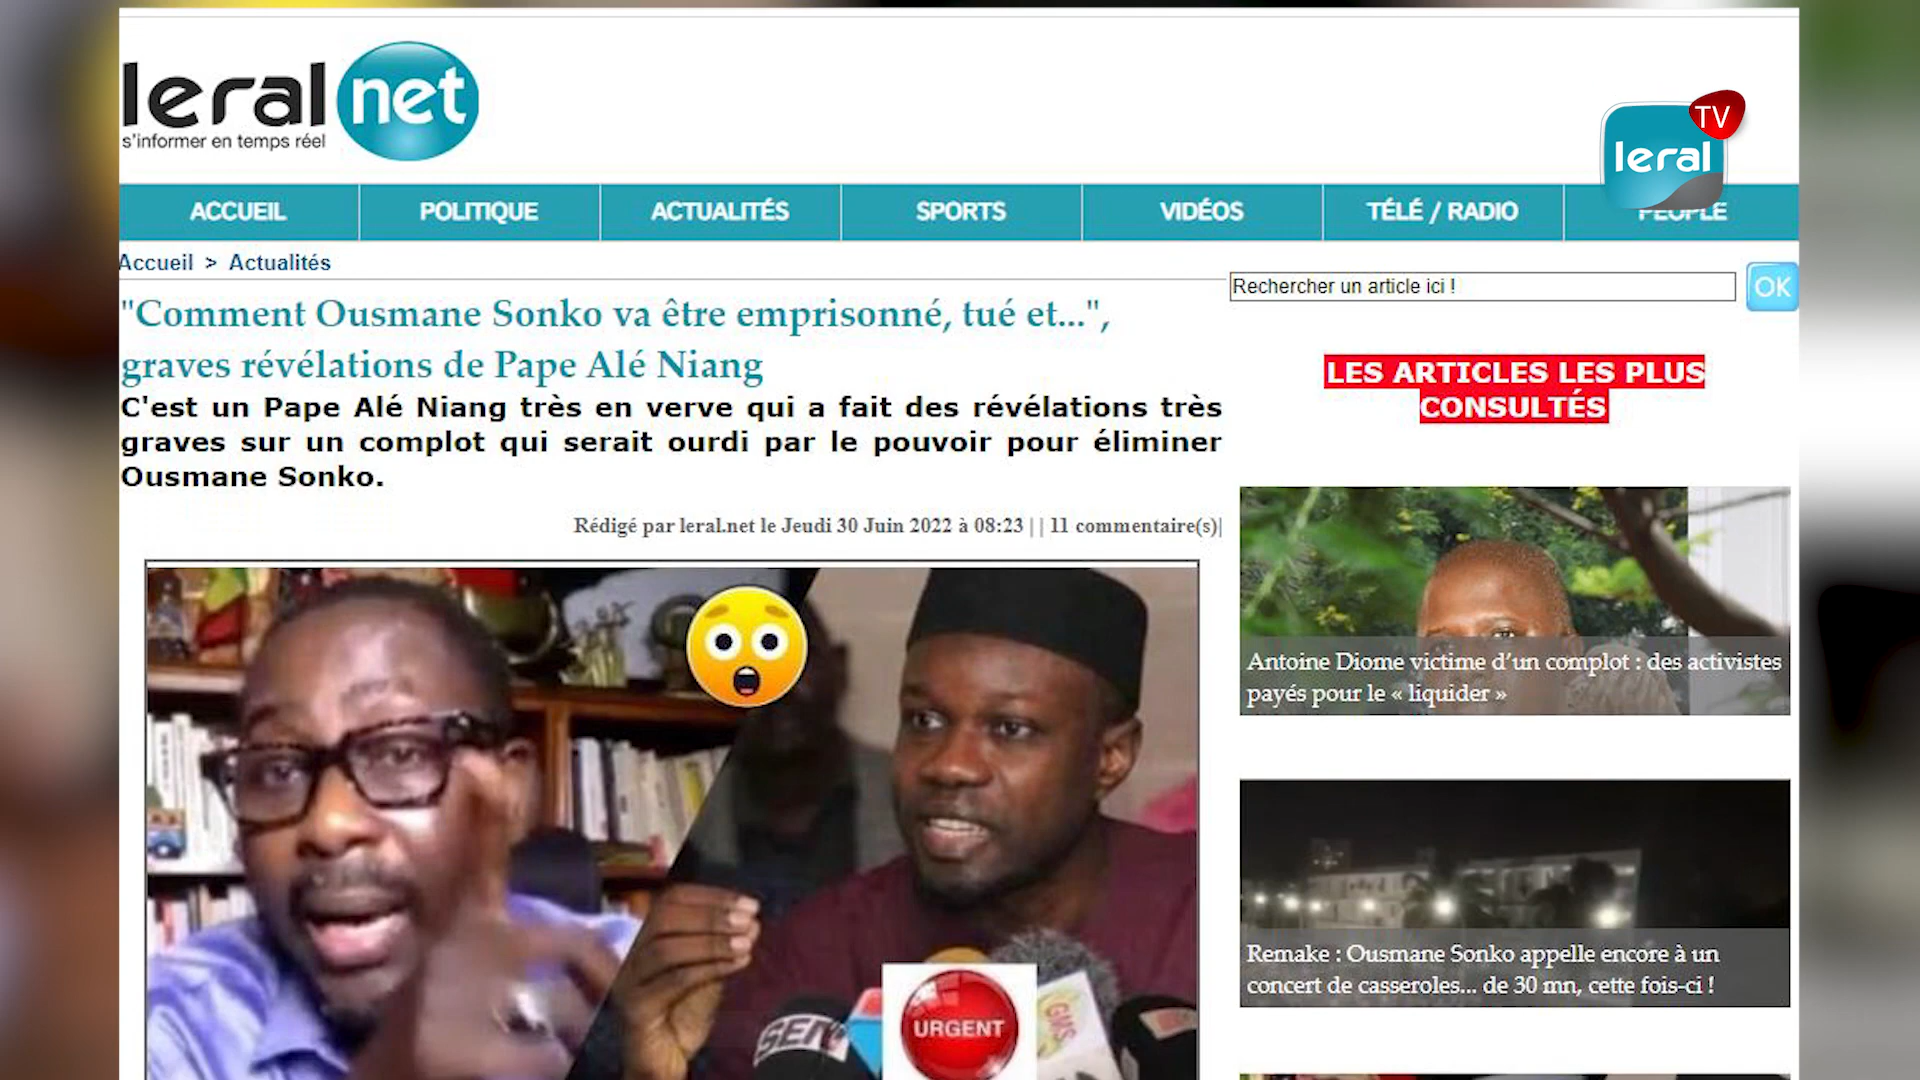 leral net
s'informer en temps réel
TV
leral
ACCUEIL
POLITIQUE
ACTUALITÉS
SPORTS
VIDÉOS
TÉLÉ / RADIO
PEOPLE
Accueil > Actualités
Rechercher un article ici !
OK
"Comment Ousmane Sonko va être emprisonné, tué et...",
graves révélations de Pape Alé Niang
C'est un Pape Alé Niang très en verve qui a fait des révélations très
graves sur un complot qui serait ourdi par le pouvoir pour éliminer
Ousmane Sonko.
Rédigé par leral.net le Jeudi 30 Juin 2022 à 08:23 | | 11 commentaire(s)|
SEN
URGENT
GMS
LES ARTICLES LES PLUS
CONSULTÉS
Antoine Diome victime d’un complot : des activistes
payés pour le « liquider »
Remake : Ousmane Sonko appelle encore à un
concert de casseroles... de 30 mn, cette fois-ci !